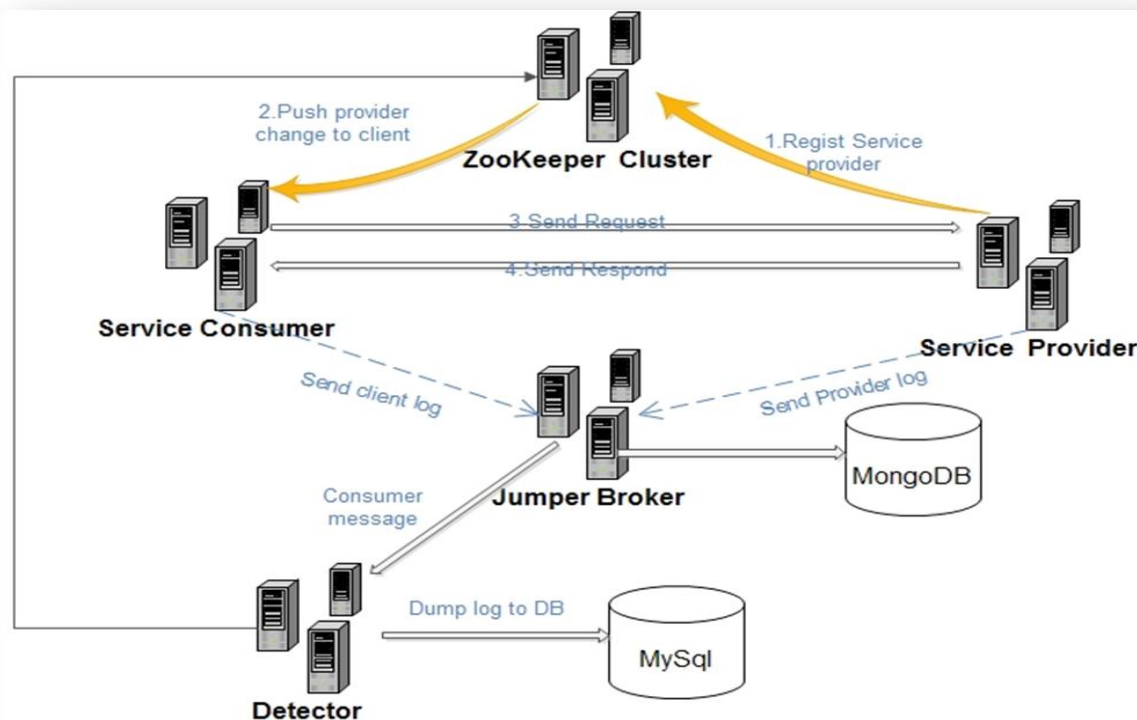 2.Push provider
change to client
1.Regist Service
provider
ZooKeeper Cluster
3.Send Request
4.Send Respond
Service Consumer
Service Provider
Send client log
Send Provider log
MongoDB
Jumper Broker
Consumer
message
Dump log to DB
MySql
Detector